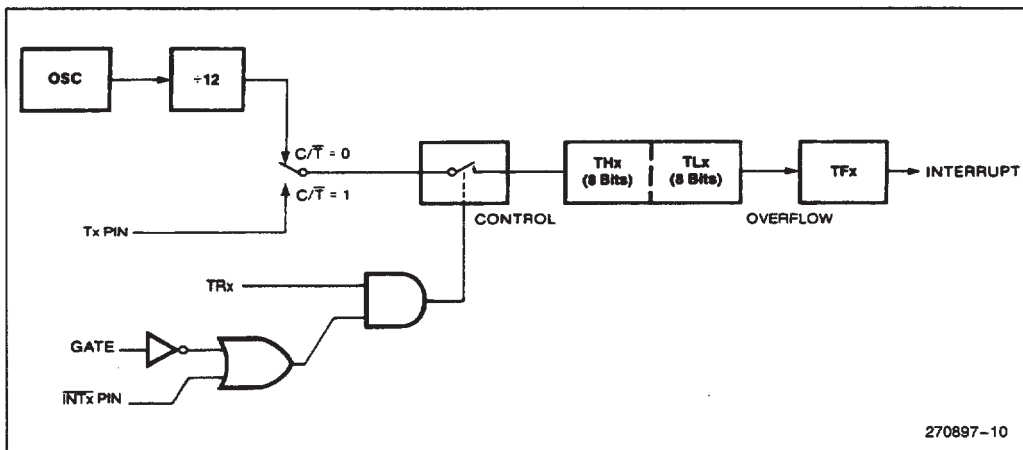 OSC
÷12
C/T̅ = 0
C/T̅ = 1
Tx PIN
CONTROL
THx
(8 Bits)
TLx
(8 Bits)
OVERFLOW
TFx
INTERRUPT
TRx
GATE
I̅N̅T̅x̅ PIN
270897-10